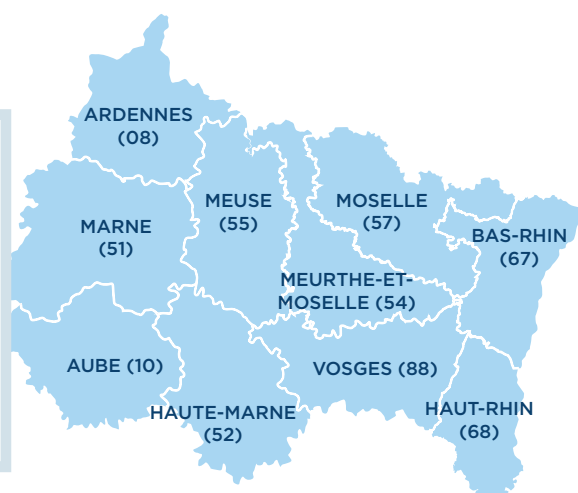 ARDENNES
(08)
MEUSE
(55)
MOSELLE
(57)
MARNE
(51)
BAS-RHIN
(67)
MEURTHE-ET-
MOSELLE (54)
AUBE (10)
VOSGES (88)
HAUTE-MARNE
(52)
HAUT-RHIN
(68)